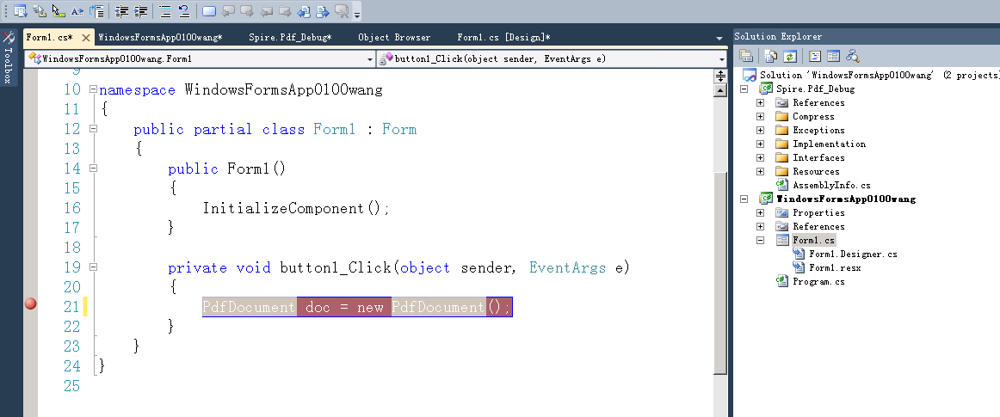 Form1.cs*
WindowsFormsApp0100wang*
Spire.Pdf_Debug*
Object Browser
Form1.cs [Design]*
Solution Explorer
Toolbox
WindowsFormsApp0100wang.Form1
button1_Click(object sender, EventArgs e)
9
10 namespace WindowsFormsApp0100wang
11 {
12 public partial class Form1 : Form
13 {
14 public Form1()
15 {
16 InitializeComponent();
17 }
18
19 private void button1_Click(object sender, EventArgs e)
20 {
21 PdfDocument doc = new PdfDocument();
22 }
23 }
24 }
25
Solution 'WindowsFormsApp0100wang' (2 projects)
Spire.Pdf_Debug
References
Compress
Exceptions
Implementation
Interfaces
Resources
AssemblyInfo.cs
WindowsFormsApp0100wang
Properties
References
Form1.cs
Form1.Designer.cs
Form1.resx
Program.cs